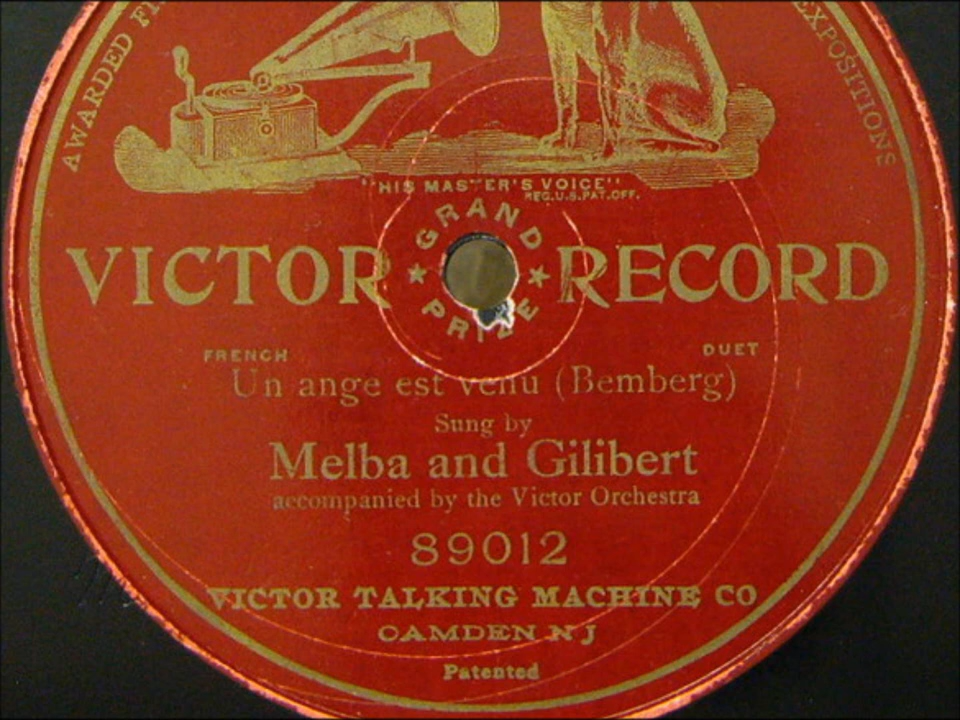 AWARDED FI
EXPOSITIONS
"HIS MASTER'S VOICE"
REG.U.S.PAT.OFF.
GRAND
PRIZE
VICTOR RECORD
FRENCH DUET
Un ange est venu (Bemberg)
Sung by
Melba and Gilibert
accompanied by the Victor Orchestra
89012
VICTOR TALKING MACHINE CO
CAMDEN N J
Patented